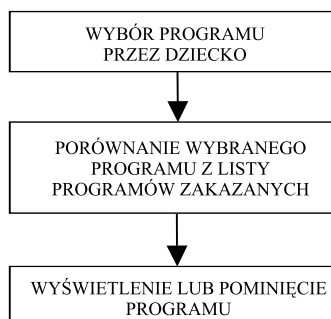 WYBÓR PROGRAMU
PRZEZ DZIECKO
PORÓWNANIE WYBRANEGO
PROGRAMU Z LISTY
PROGRAMÓW ZAKAZANYCH
WYŚWIETLENIE LUB POMINIĘCIE
PROGRAMU